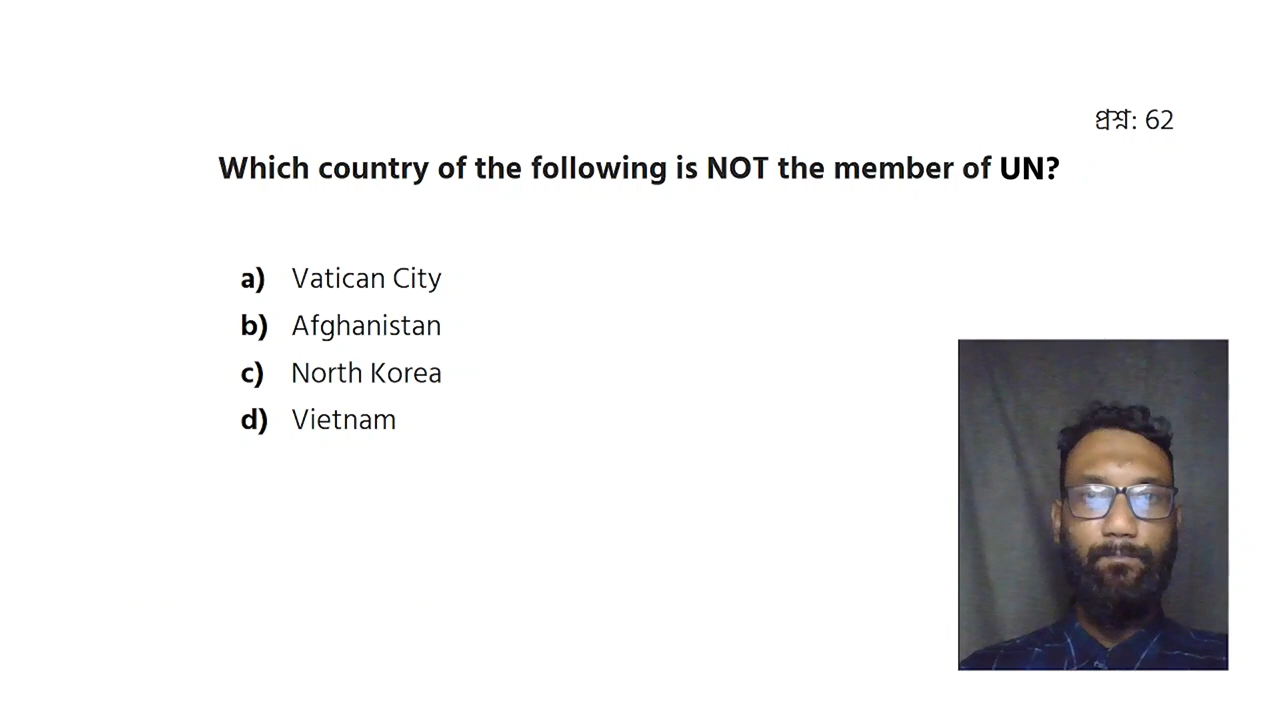 প্রশ্ন: 62
Which country of the following is NOT the member of UN?
a) Vatican City
b) Afghanistan
c) North Korea
d) Vietnam